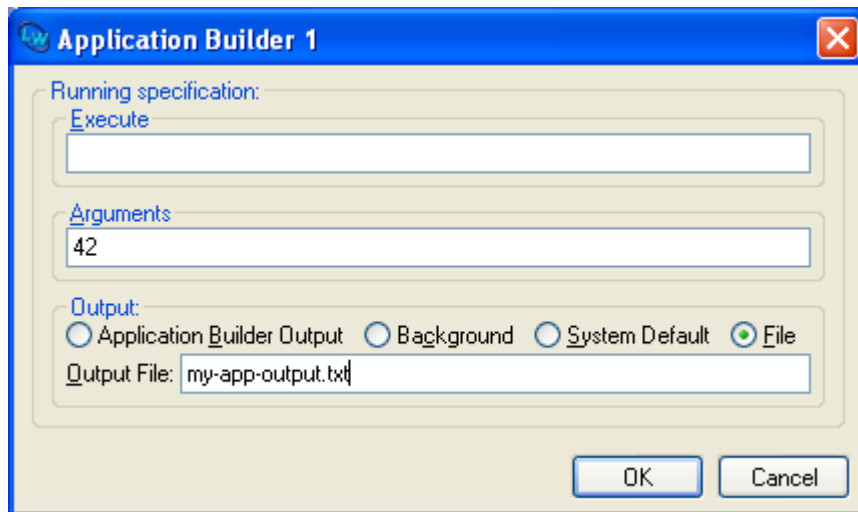 LW Application Builder 1
Running specification:
Execute
Arguments
42
Output:
Application Builder Output Background System Default File
Output File: my-app-output.txt
OK Cancel